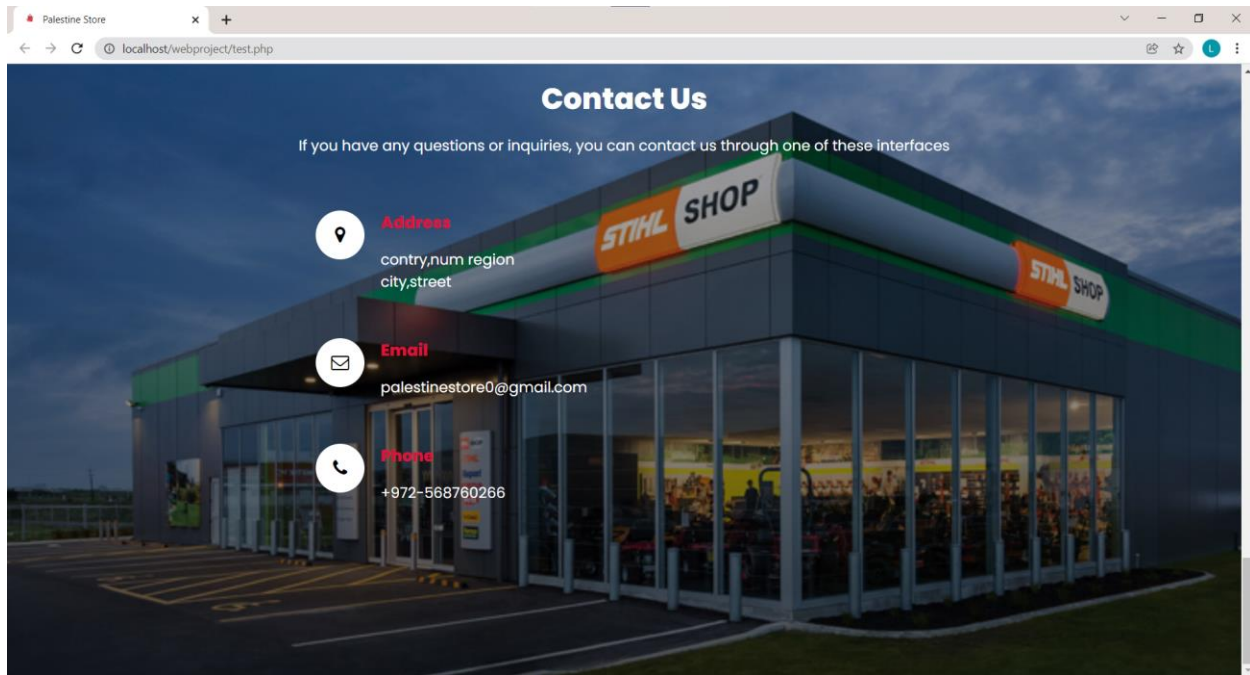 Palestine Store
localhost/webproject/test.php
L
Contact Us
If you have any questions or inquiries, you can contact us through one of these interfaces
STIHL SHOP
STIHL SHOP
Address
contry,num region
city,street
Email
palestinestore0@gmail.com
Phone
+972-568760266